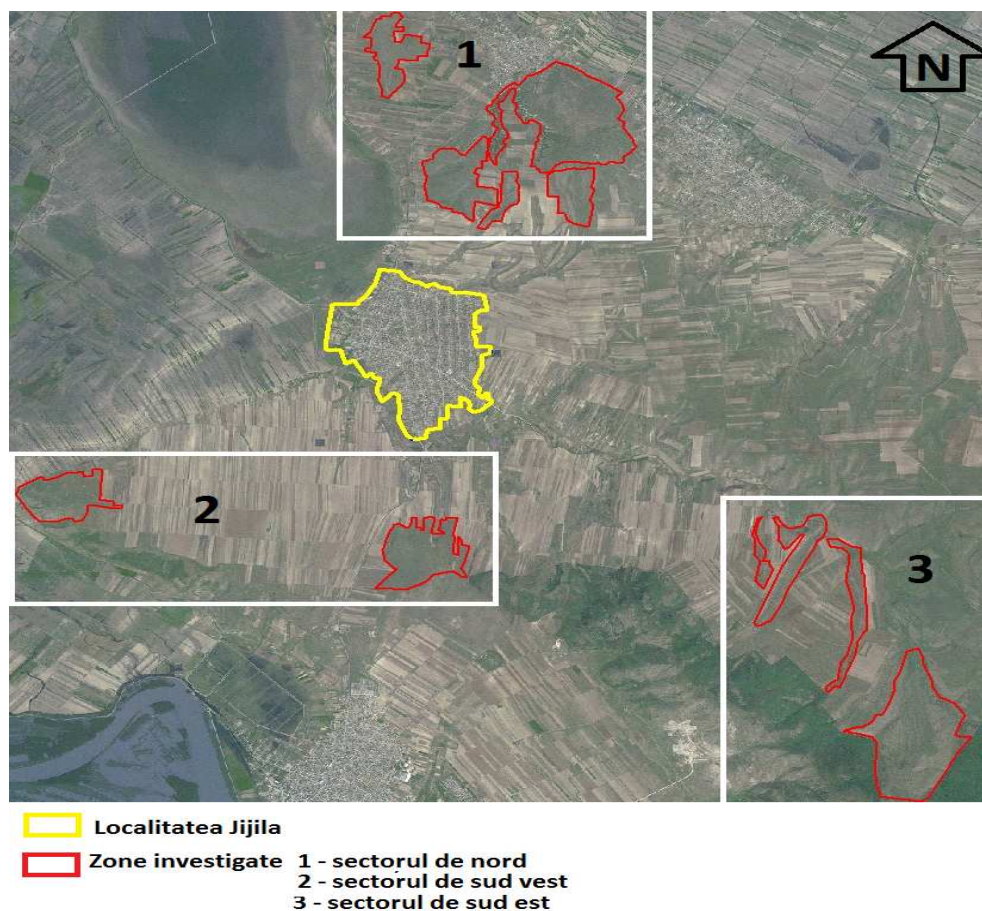 1
N
2
3
Localitatea Jijila
Zone investigate 1 - sectorul de nord
2 - sectorul de sud vest
3 - sectorul de sud est